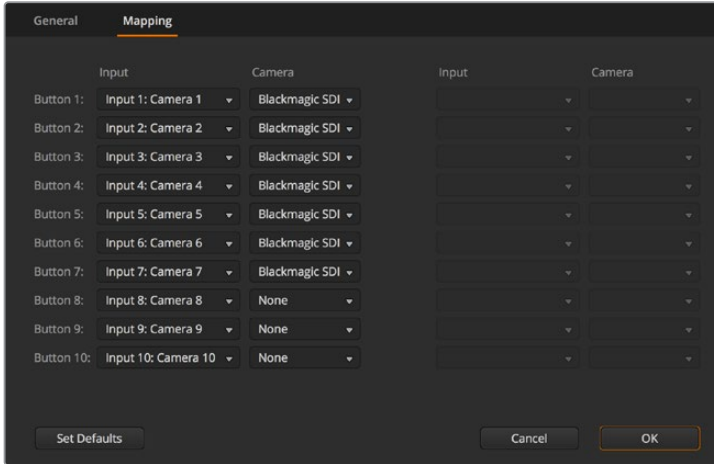 General Mapping
Input Camera Input Camera
Button 1: Input 1: Camera 1 Blackmagic SDI
Button 2: Input 2: Camera 2 Blackmagic SDI
Button 3: Input 3: Camera 3 Blackmagic SDI
Button 4: Input 4: Camera 4 Blackmagic SDI
Button 5: Input 5: Camera 5 Blackmagic SDI
Button 6: Input 6: Camera 6 Blackmagic SDI
Button 7: Input 7: Camera 7 Blackmagic SDI
Button 8: Input 8: Camera 8 None
Button 9: Input 9: Camera 9 None
Button 10: Input 10: Camera 10 None
Set Defaults Cancel OK